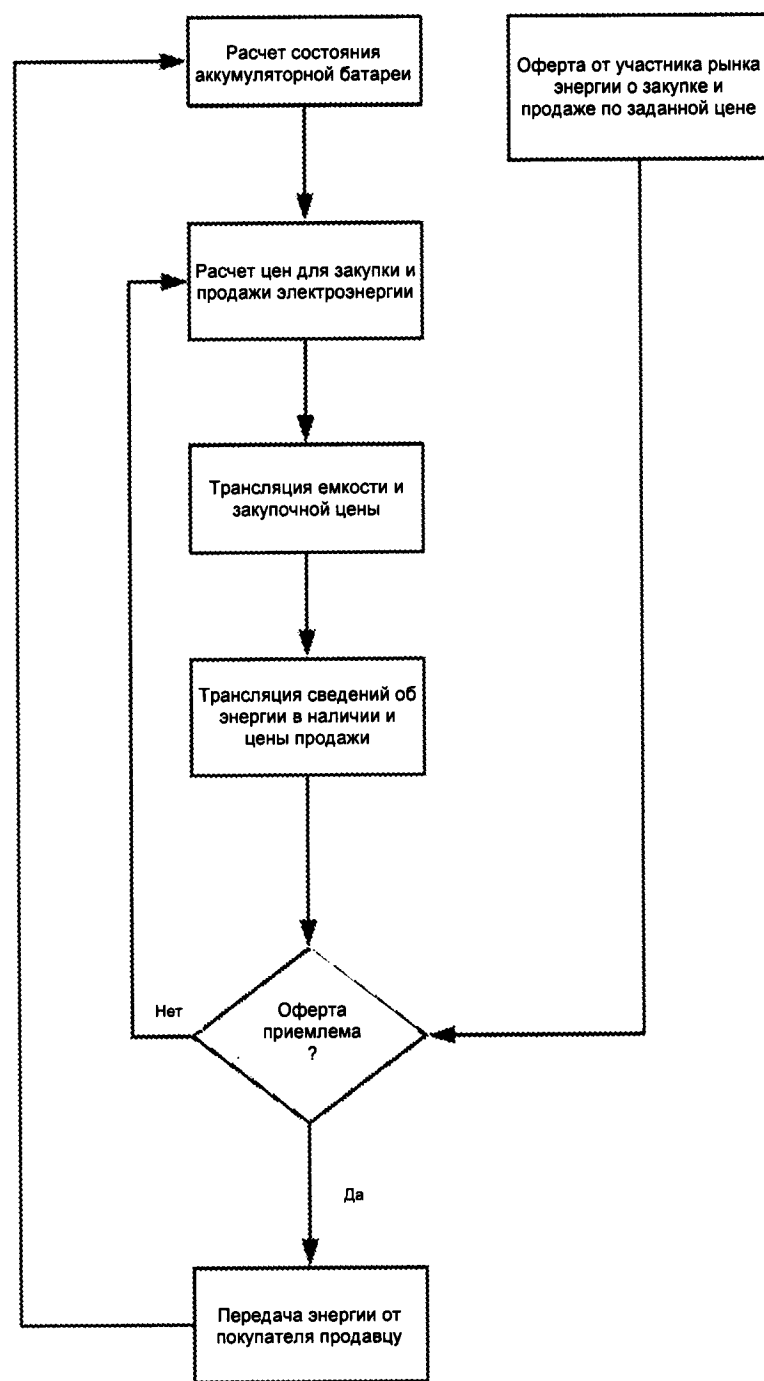 Расчет состояния
аккумуляторной батареи
Оферта от участника рынка
энергии о закупке и
продаже по заданной цене
Расчет цен для закупки и
продажи электроэнергии
Трансляция емкости и
закупочной цены
Трансляция сведений об
энергии в наличии и
цены продажи
Нет
Оферта
приемлема
?
Да
Передача энергии от
покупателя продавцу